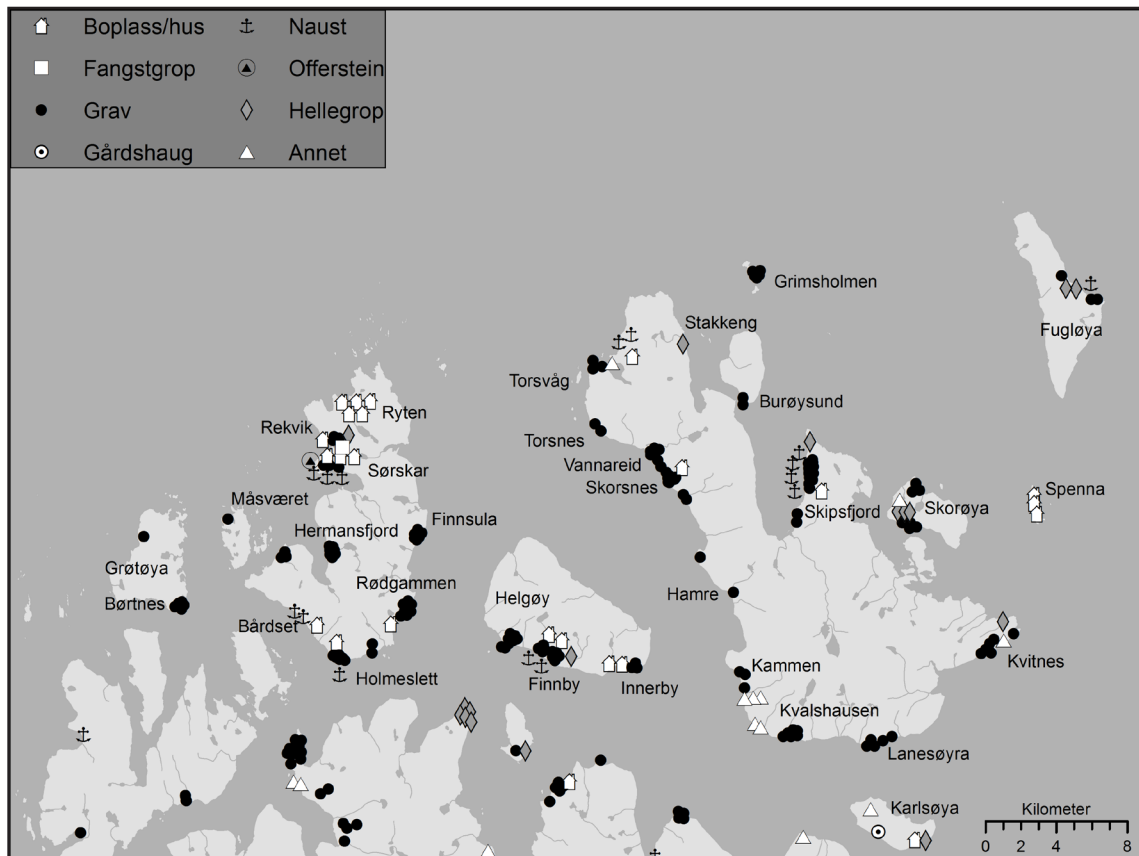 Boplass/hus
Naust
Fangstgrop
Offerstein
Grav
Hellegrop
Gårdshaug
Annet
Grimsholmen
Fugløya
Stakkeng
Torsvåg
Burøysund
Ryten
Rekvik
Torsnes
Sørskar
Vannareid
Skorsnes
Spenna
Måsværet
Skipsfjord
Skorøya
Finnsula
Hermansfjord
Grøtøya
Rødgammen
Hamre
Børtnes
Helgøy
Bårdset
Kvitnes
Kammen
Holmeslett
Finnby
Innerby
Kvalshausen
Lanesøyra
Karlsøya
Kilometer
0 2 4 8